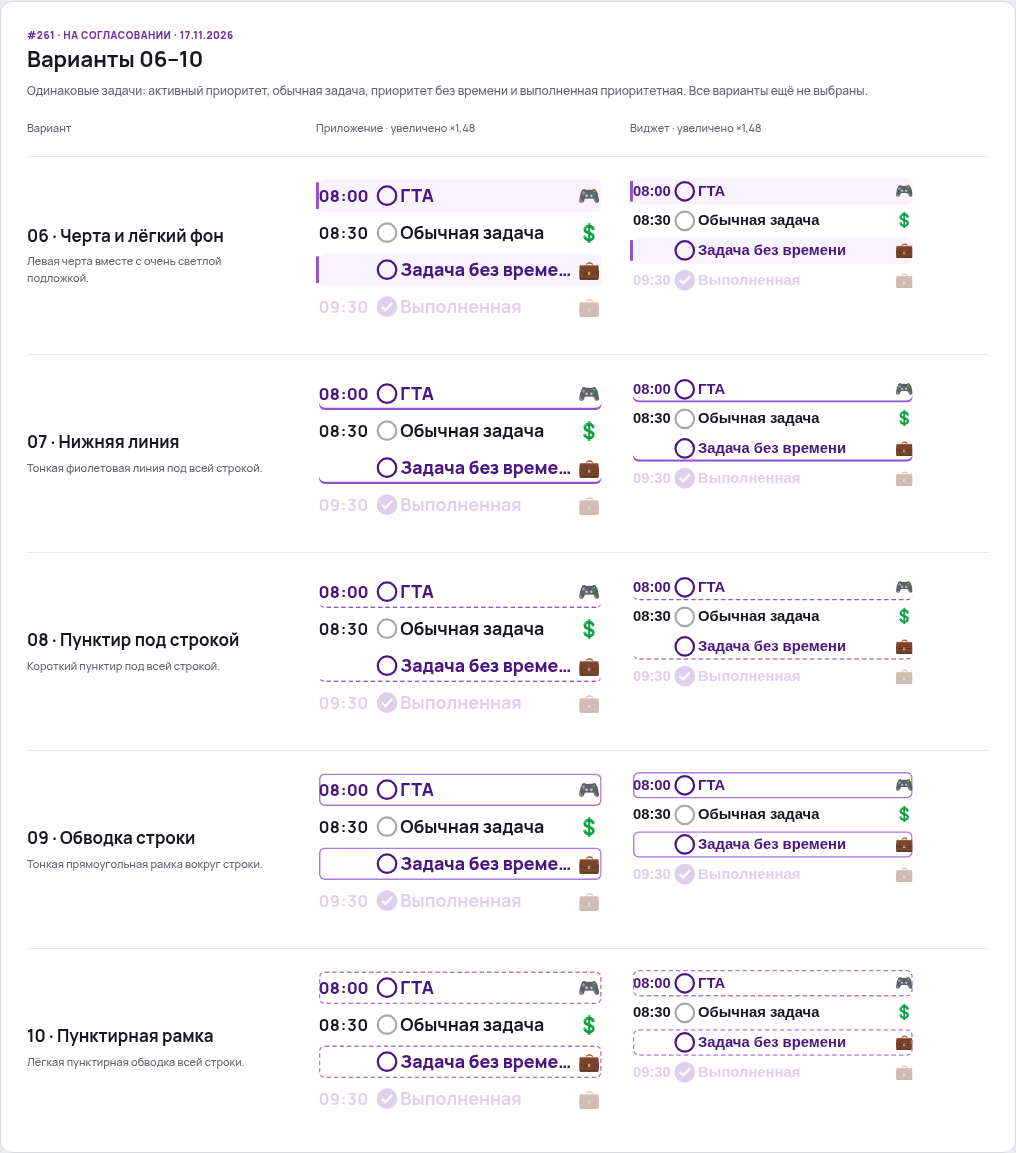 #261 · НА СОГЛАСОВАНИИ · 17.11.2026
Варианты 06–10
Одинаковые задачи: активный приоритет, обычная задача, приоритет без времени и выполненная приоритетная. Все варианты ещё не выбраны.
Вариант
Приложение · увеличено ×1,48
Виджет · увеличено ×1,48
06 · Черта и лёгкий фон
Левая черта вместе с очень светлой
подложкой.
08:00 ГТА
08:30 Обычная задача
Задача без време…
09:30 Выполненная
08:00 ГТА
08:30 Обычная задача
Задача без времени
09:30 Выполненная
07 · Нижняя линия
Тонкая фиолетовая линия под всей строкой.
08:00 ГТА
08:30 Обычная задача
Задача без време…
09:30 Выполненная
08:00 ГТА
08:30 Обычная задача
Задача без времени
09:30 Выполненная
08 · Пунктир под строкой
Короткий пунктир под всей строкой.
08:00 ГТА
08:30 Обычная задача
Задача без време…
09:30 Выполненная
08:00 ГТА
08:30 Обычная задача
Задача без времени
09:30 Выполненная
09 · Обводка строки
Тонкая прямоугольная рамка вокруг строки.
08:00 ГТА
08:30 Обычная задача
Задача без време…
09:30 Выполненная
08:00 ГТА
08:30 Обычная задача
Задача без времени
09:30 Выполненная
10 · Пунктирная рамка
Лёгкая пунктирная обводка всей строки.
08:00 ГТА
08:30 Обычная задача
Задача без време…
09:30 Выполненная
08:00 ГТА
08:30 Обычная задача
Задача без времени
09:30 Выполненная